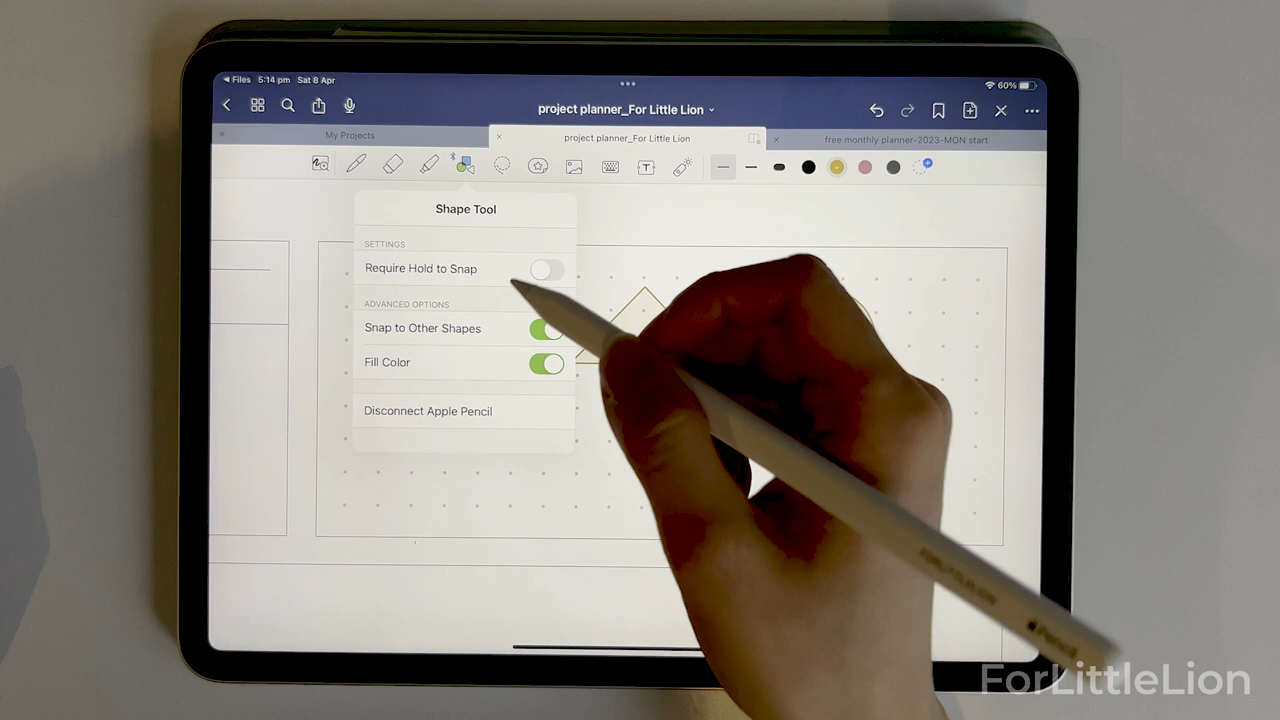 Files 5:14 pm Sat 8 Apr
60%
project planner_For Little Lion
My Projects
project planner_For Little Lion
free monthly planner-2023-MON start
T
Shape Tool
SETTINGS
Require Hold to Snap
ADVANCED OPTIONS
Snap to Other Shapes
Fill Color
Disconnect Apple Pencil
FORLITTLELION
Pencil
ForLittleLion